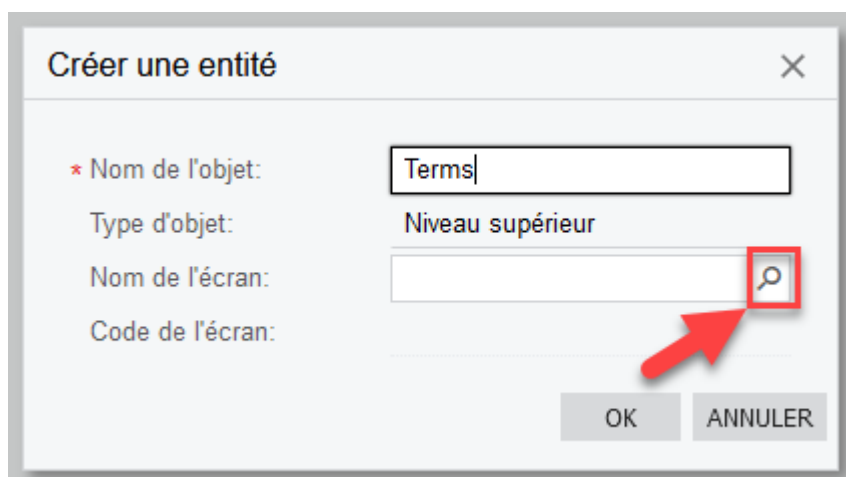 Créer une entité
* Nom de l'objet: Terms
Type d'objet: Niveau supérieur
Nom de l'écran:
Code de l'écran:
OK ANNULER